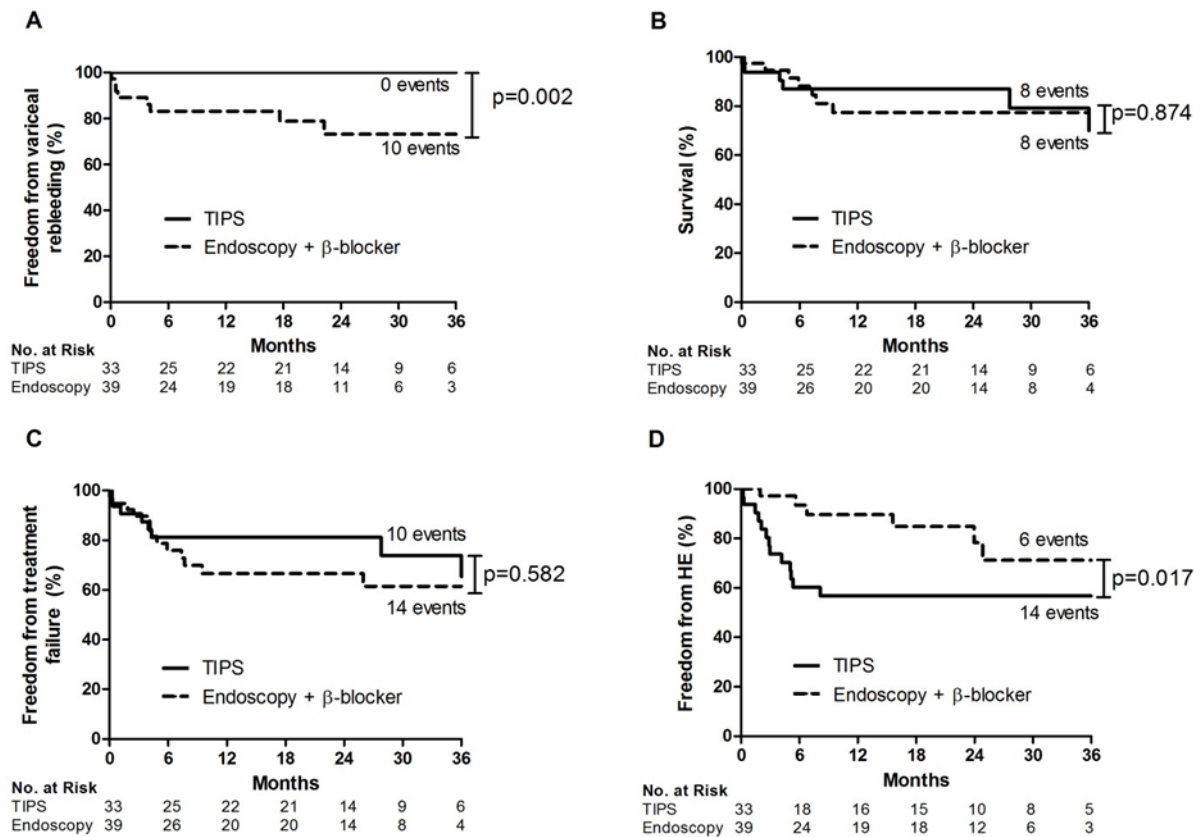 A
Freedom from variceal
rebleeding (%)
100
80
60
40
20
0
0 events
10 events
p=0.002
TIPS
Endoscopy + β-blocker
0 6 12 18 24 30 36
Months
No. at Risk
TIPS 33 25 22 21 14 9 6
Endoscopy 39 24 19 18 11 6 3
B
Survival (%)
100
80
60
40
20
0
8 events
8 events
p=0.874
TIPS
Endoscopy + β-blocker
0 6 12 18 24 30 36
Months
No. at Risk
TIPS 33 25 22 21 14 9 6
Endoscopy 39 26 20 20 14 8 4
C
Freedom from treatment
failure (%)
100
80
60
40
20
0
10 events
14 events
p=0.582
TIPS
Endoscopy + β-blocker
0 6 12 18 24 30 36
Months
No. at Risk
TIPS 33 25 22 21 14 9 6
Endoscopy 39 26 20 20 14 8 4
D
Freedom from HE (%)
100
80
60
40
20
0
6 events
14 events
p=0.017
TIPS
Endoscopy + β-blocker
0 6 12 18 24 30 36
Months
No. at Risk
TIPS 33 18 16 15 10 8 5
Endoscopy 39 24 19 18 12 6 3